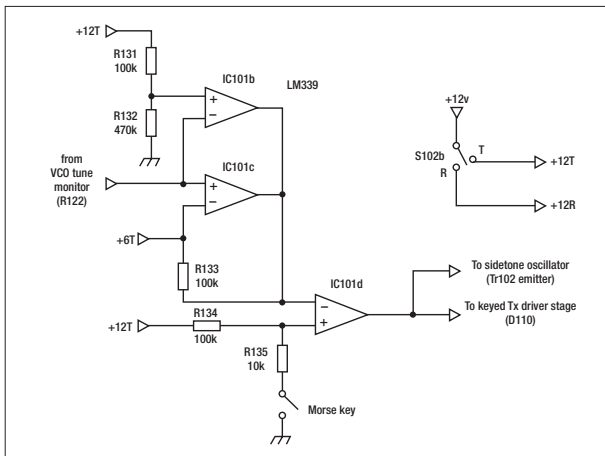 +12T
R131
100k
IC101b
LM339
+
−
R132
470k
from
VCO tune
monitor
(R122)
IC101c
+
−
+6T
R133
100k
+12v
S102b
T
R
+12T
+12R
IC101d
−
+
To sidetone oscillator
(Tr102 emitter)
To keyed Tx driver stage
(D110)
+12T
R134
100k
R135
10k
Morse key